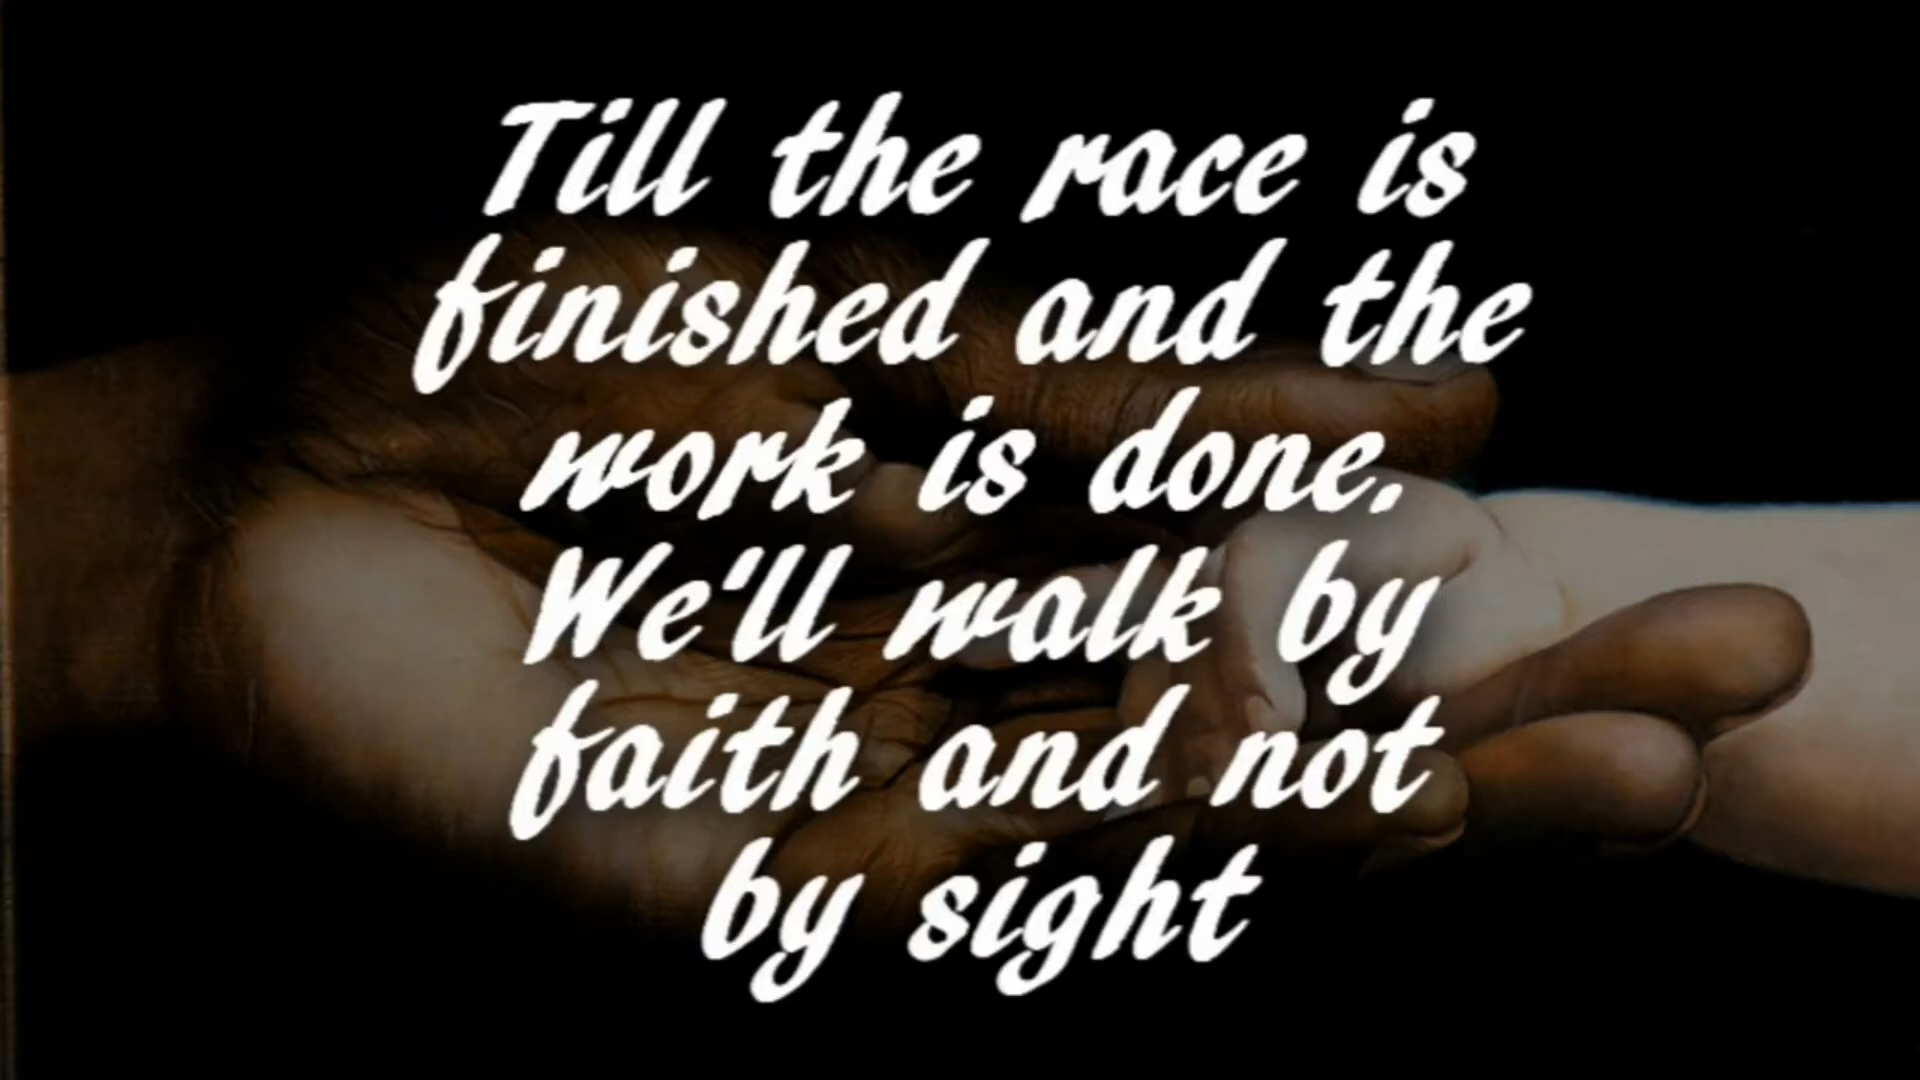 Till the race is
finished and the
work is done.
We'll walk by
faith and not
by sight